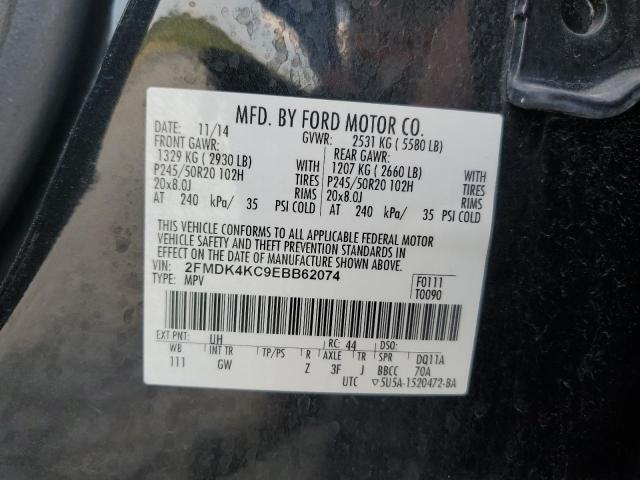 MFD. BY FORD MOTOR CO.
DATE: 11/14 GVWR: 2531 KG ( 5580 LB)
FRONT GAWR: REAR GAWR:
1329 KG ( 2930 LB) WITH 1207 KG ( 2660 LB) WITH
P245/50R20 102H TIRES P245/50R20 102H TIRES
20x8.0J RIMS 20x8.0J RIMS
AT 240 kPa/ 35 PSI COLD AT 240 kPa/ 35 PSI COLD
THIS VEHICLE CONFORMS TO ALL APPLICABLE FEDERAL MOTOR
VEHICLE SAFETY AND THEFT PREVENTION STANDARDS IN
EFFECT ON THE DATE OF MANUFACTURE SHOWN ABOVE.
VIN: 2FMDK4KC9EBB62074 F0111
TYPE: MPV T0090
EXT PNT: UH RC: 44 DSO:
WB INT TR TP/PS R AXLE TR SPR DQ11A
111 GW Z 3F J BBCC 70A
UTC ▽5U5A-1520472-BA